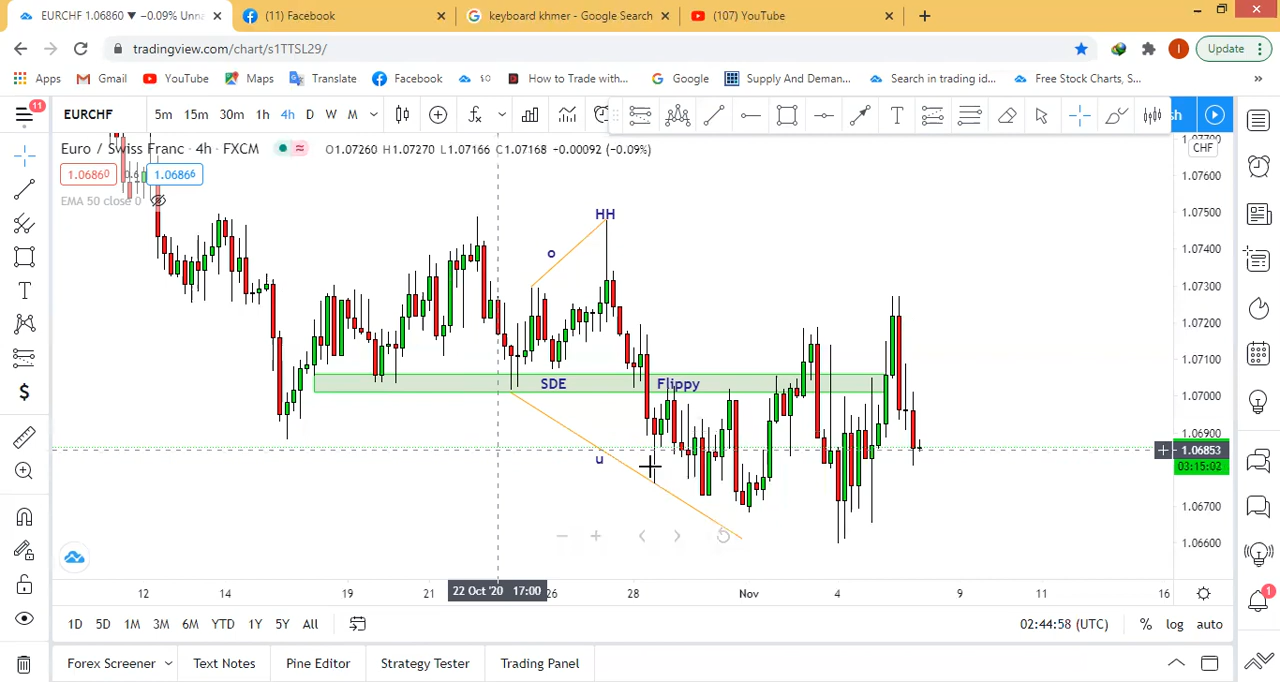 EURCHF 1.06860 ▼ −0.09% Unna
(11) Facebook
keyboard khmer - Google Search
(107) YouTube
tradingview.com/chart/s1TTSL29/
Update
Apps
Gmail
YouTube
Maps
Translate
Facebook
How to Trade with...
Google
Supply And Deman...
Search in trading id...
Free Stock Charts, S...
»
11
EURCHF
5m 15m 30m 1h 4h D W M
sh
Euro / Swiss Franc · 4h · FXCM
O1.07260 H1.07270 L1.07166 C1.07168 −0.00092 (−0.09%)
CHF
1.06860
0.6
1.06866
EMA 50 close 0
1.07600
1.07500
1.07400
1.07300
1.07200
1.07100
1.07000
1.06900
1.06853
03:15:02
1.06700
1.06600
HH
o
SDE
Flippy
u
12 14 19 21 22 Oct '20 17:00 26 28 Nov 4 9 11 16
1D 5D 1M 3M 6M YTD 1Y 5Y All
02:44:58 (UTC)
% log auto
Forex Screener
Text Notes
Pine Editor
Strategy Tester
Trading Panel
1